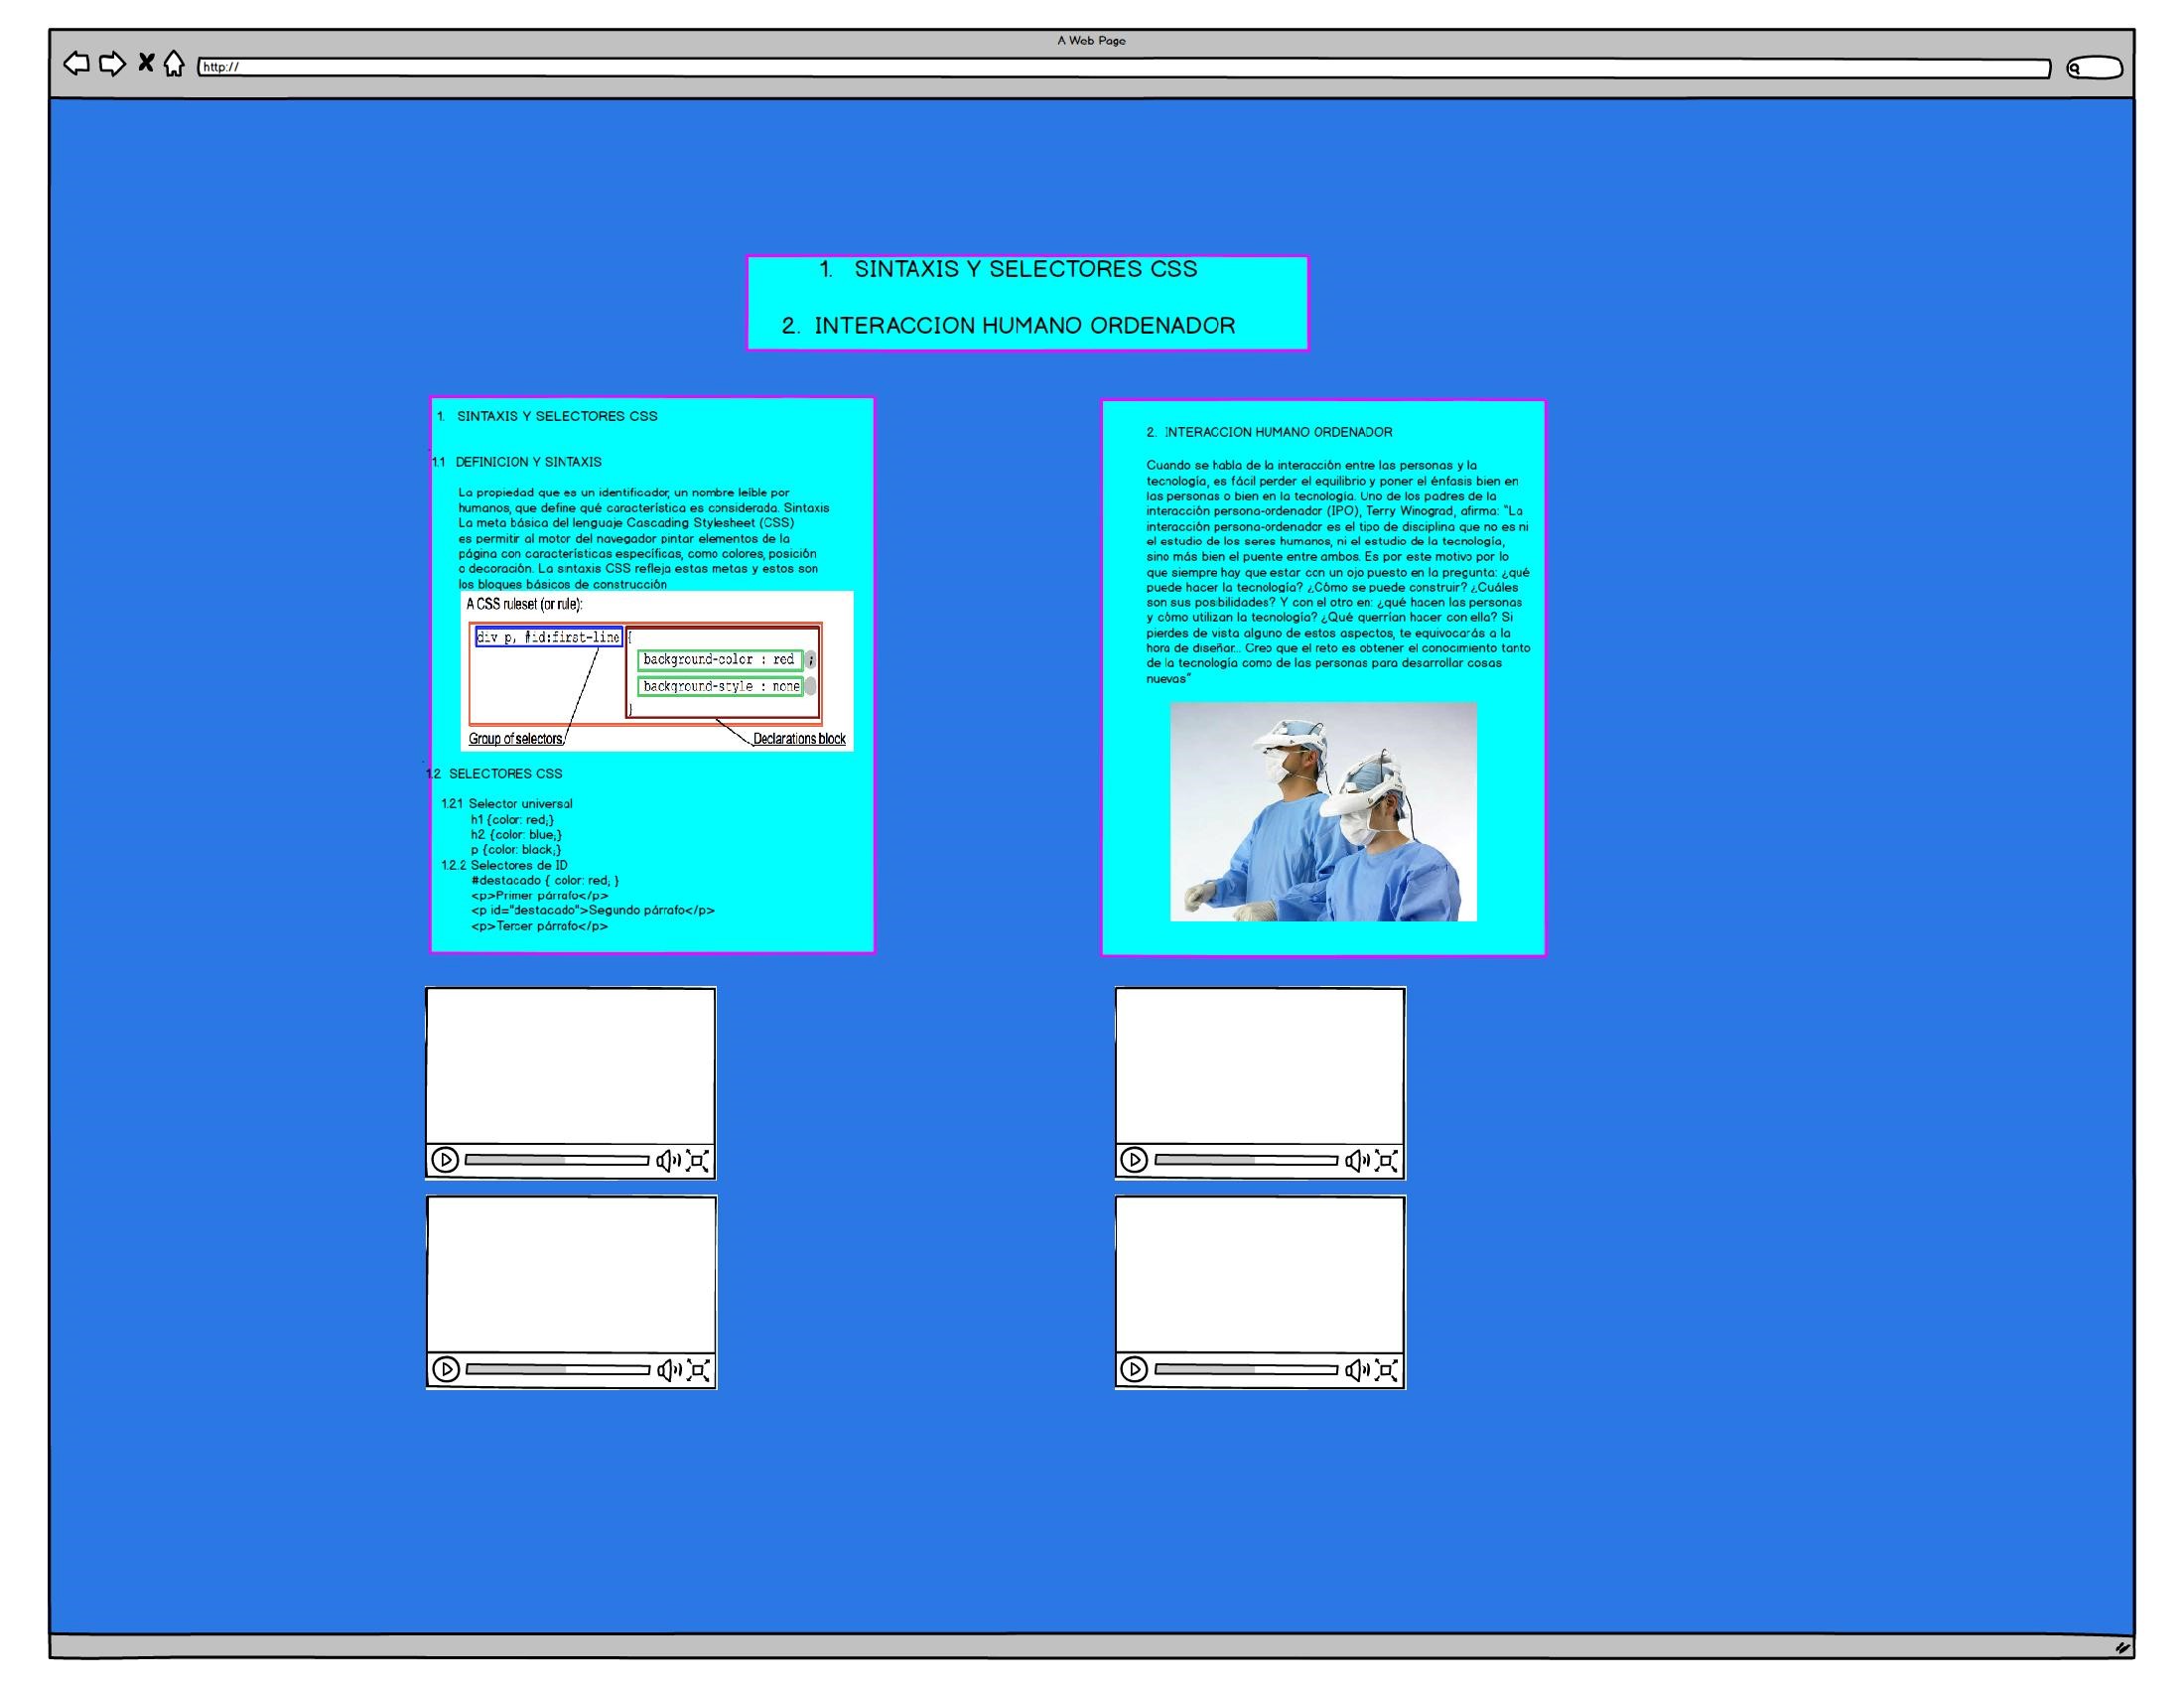 A Web Page
http://
1. SINTAXIS Y SELECTORES CSS
2. INTERACCION HUMANO ORDENADOR
1. SINTAXIS Y SELECTORES CSS
1.1 DEFINICION Y SINTAXIS
La propiedad que es un identificador, un nombre leíble por
humanos, que define qué característica es considerada. Sintaxis
La meta básica del lenguaje Cascading Stylesheet (CSS)
es permitir al motor del navegador pintar elementos de la
página con características específicas, como colores, posición
o decoración. La sintaxis CSS refleja estas metas y estos son
los bloques básicos de construcción
A CSS ruleset (or rule):
div p, #id:first-line {
background-color : red ;
background-style : none
}
Group of selectors
Declarations block
1.2 SELECTORES CSS
1.2.1 Selector universal
h1 {color: red;}
h2 {color: blue;}
p {color: black;}
1.2.2 Selectores de ID
#destacado { color: red; }
<p>Primer párrafo</p>
<p id="destacado">Segundo párrafo</p>
<p>Tercer párrafo</p>
2. INTERACCION HUMANO ORDENADOR
Cuando se habla de la interacción entre las personas y la
tecnología, es fácil perder el equilibrio y poner el énfasis bien en
las personas o bien en la tecnología. Uno de los padres de la
interacción persona-ordenador (IPO), Terry Winograd, afirma: "La
interacción persona-ordenador es el tipo de disciplina que no es ni
el estudio de los seres humanos, ni el estudio de la tecnología,
sino más bien el puente entre ambos. Es por este motivo por lo
que siempre hay que estar con un ojo puesto en la pregunta: ¿qué
puede hacer la tecnología? ¿Cómo se puede construir? ¿Cuáles
son sus posibilidades? Y con el otro en: ¿qué hacen las personas
y cómo utilizan la tecnología? ¿Qué querrían hacer con ella? Si
pierdes de vista alguno de estos aspectos, te equivocarás a la
hora de diseñar... Creo que el reto es obtener el conocimiento tanto
de la tecnología como de las personas para desarrollar cosas
nuevas"